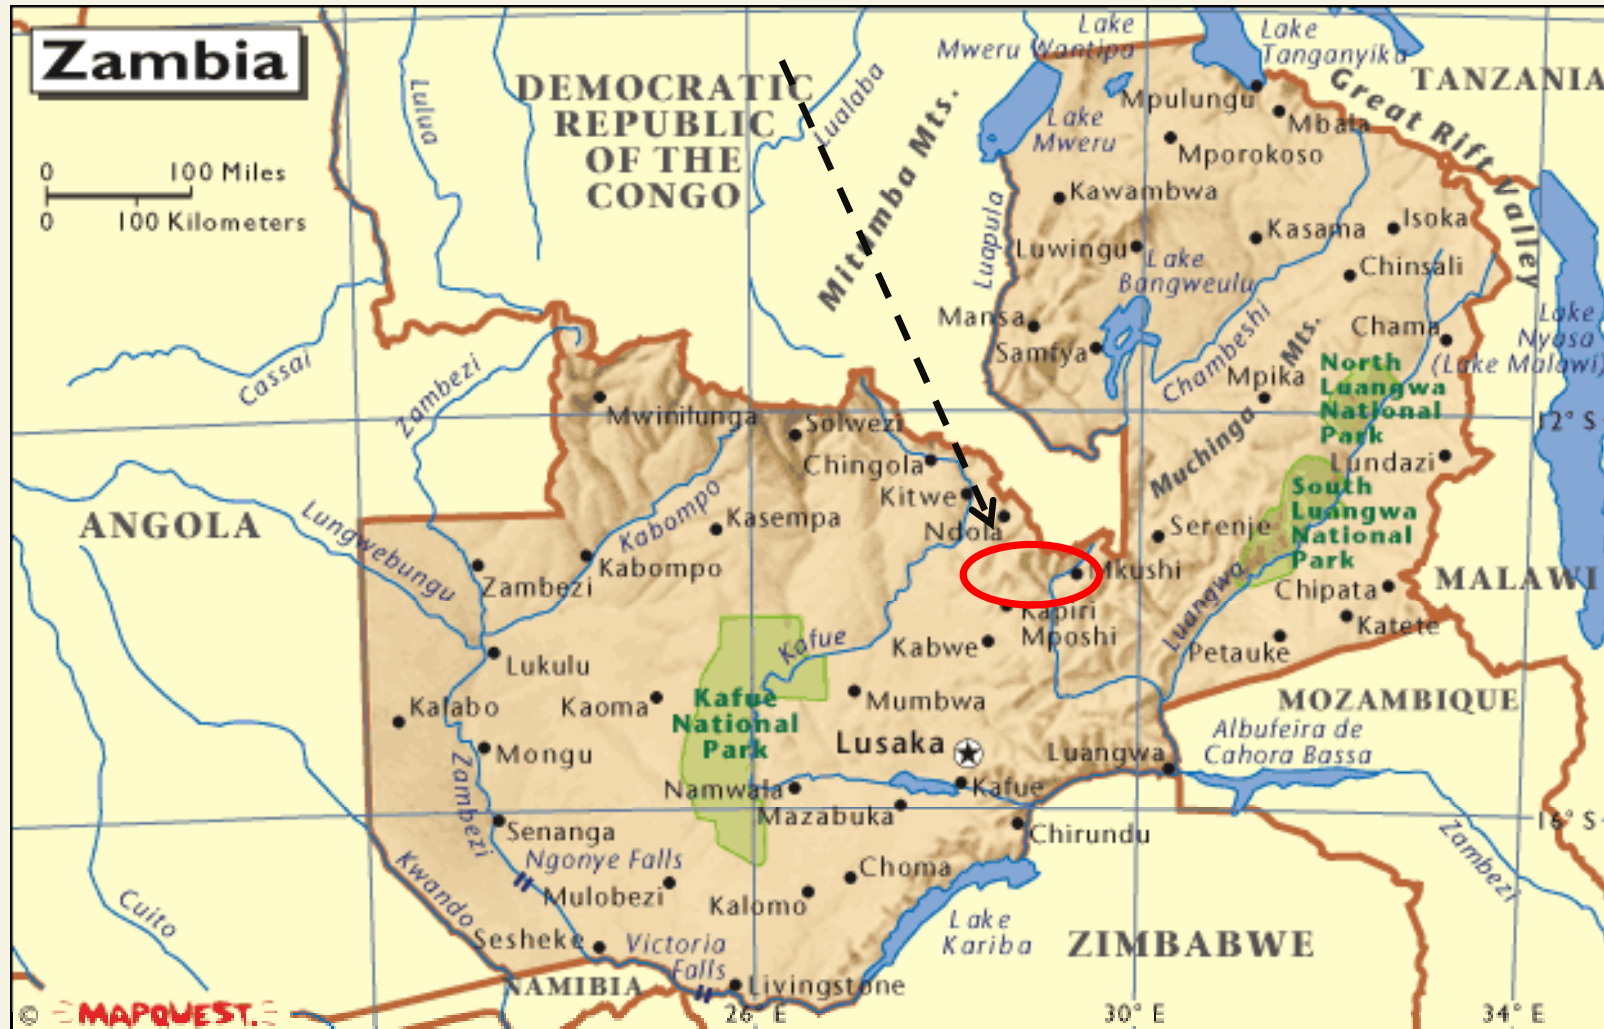 Zambia
0 100 Miles
0 100 Kilometers
DEMOCRATIC
REPUBLIC
OF THE
CONGO
Lulua
Lualaba
Mitumba Mts.
Lake
Mweru Wantipa
Lake
Tanganyika
TANZANIA
Great Rift Valley
Mpulungu
Mbala
Lake
Mweru
Mporokoso
Kawambwa
Luapula
Luwingu
Kasama
Isoka
Lake
Bangweulu
Chinsali
Mansa
Samfya
Chambeshi
Chama
Lake
Nyasa
(Lake Malawi)
Mpika
Muchinga Mts.
North
Luangwa
National
Park
12° S
Cassai
Zambezi
Mwinilunga
Solwezi
Chingola
Kitwe
Ndola
Lundazi
South
Luangwa
National
Park
Serenje
ANGOLA
Lungwebungu
Kabompo
Kasempa
Zambezi
Kabompo
Mkushi
Luangwa
Chipata
MALAWI
Kapiri
Mposhi
Kabwe
Katete
Petauke
Kafue
Lukulu
Kalabo
Kaoma
Kafue
National
Park
Mumbwa
MOZAMBIQUE
Albufeira de
Cahora Bassa
Mongu
Lusaka
Luangwa
Zambezi
Namwala
Kafue
Mazabuka
Senanga
Chirundu
16° S
Zambezi
Ngonye Falls
Kwando
Mulobezi
Choma
Kalomo
Cuito
Sesheke
Victoria
Falls
Lake
Kariba
ZIMBABWE
NAMIBIA
Livingstone
© MAPQUEST.
26° E
30° E
34° E